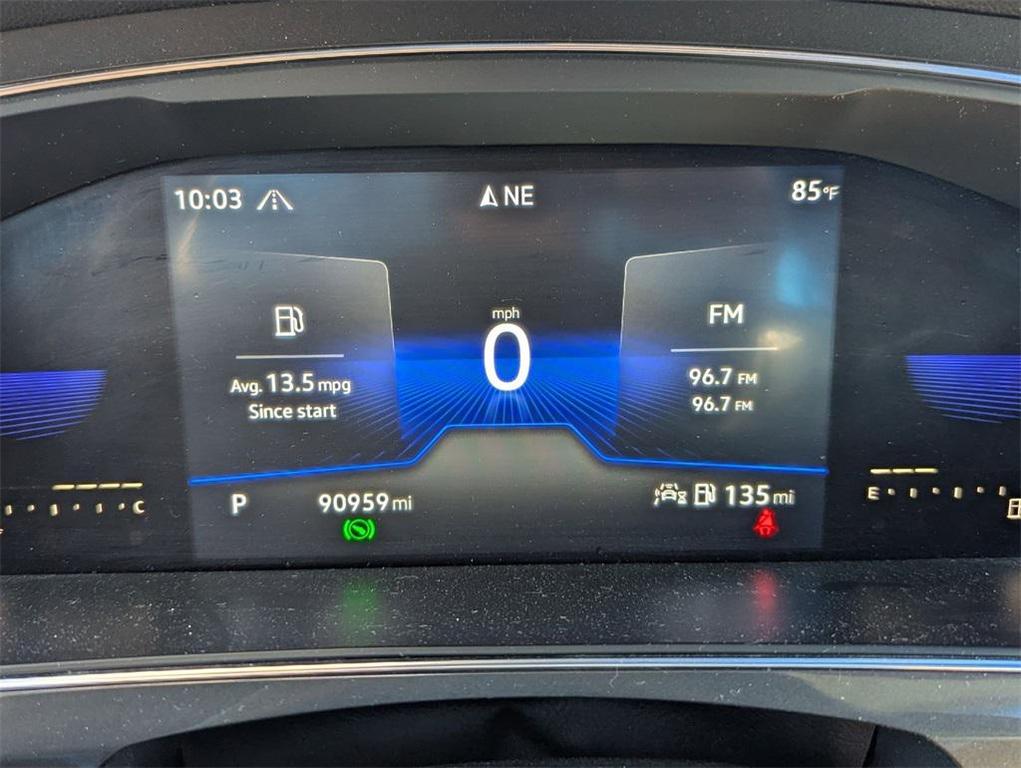 10:03
NE
85°F
mph
0
Avg. 13.5 mpg
Since start
FM
96.7 FM
96.7 FM
C
E
P
90959 mi
135 mi